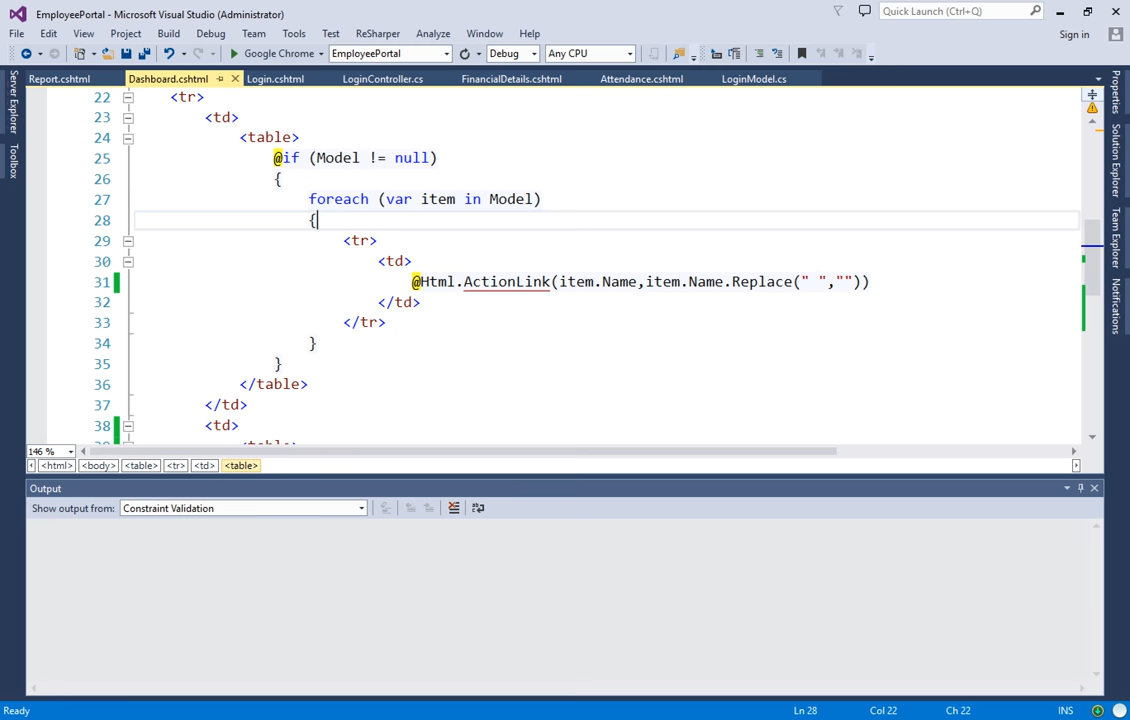 EmployeePortal - Microsoft Visual Studio (Administrator)
Quick Launch (Ctrl+Q)
File Edit View Project Build Debug Team Tools Test ReSharper Analyze Window Help
Sign in
Google Chrome EmployeePortal Debug Any CPU
Report.cshtml Dashboard.cshtml Login.cshtml LoginController.cs FinancialDetails.cshtml Attendance.cshtml LoginModel.cs
Server Explorer
Toolbox
Properties
Solution Explorer
Team Explorer
Notifications
22 <tr>
23 <td>
24 <table>
25 @if (Model != null)
26 {
27 foreach (var item in Model)
28 {
29 <tr>
30 <td>
31 @Html.ActionLink(item.Name,item.Name.Replace(" ",""))
32 </td>
33 </tr>
34 }
35 }
36 </table>
37 </td>
38 <td>
39 <table>
146 %
<html> <body> <table> <tr> <td> <table>
Output
Show output from: Constraint Validation
Ready Ln 28 Col 22 Ch 22 INS